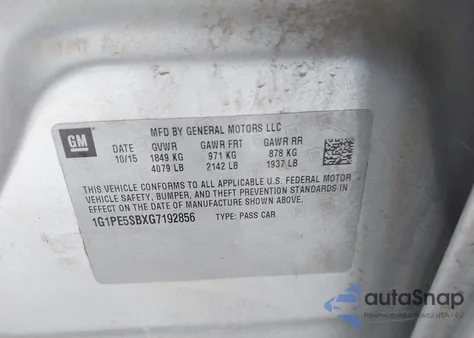 GM
MFD BY GENERAL MOTORS LLC
DATE GVWR GAWR FRT GAWR RR
10/15 1849 KG 971 KG 878 KG
4079 LB 2142 LB 1937 LB
THIS VEHICLE CONFORMS TO ALL APPLICABLE U.S. FEDERAL MOTOR
VEHICLE SAFETY, BUMPER, AND THEFT PREVENTION STANDARDS IN
EFFECT ON THE DATE OF MANUFACTURE SHOWN ABOVE.
1G1PE5SBXG7192856 TYPE: PASS CAR
autoSnap